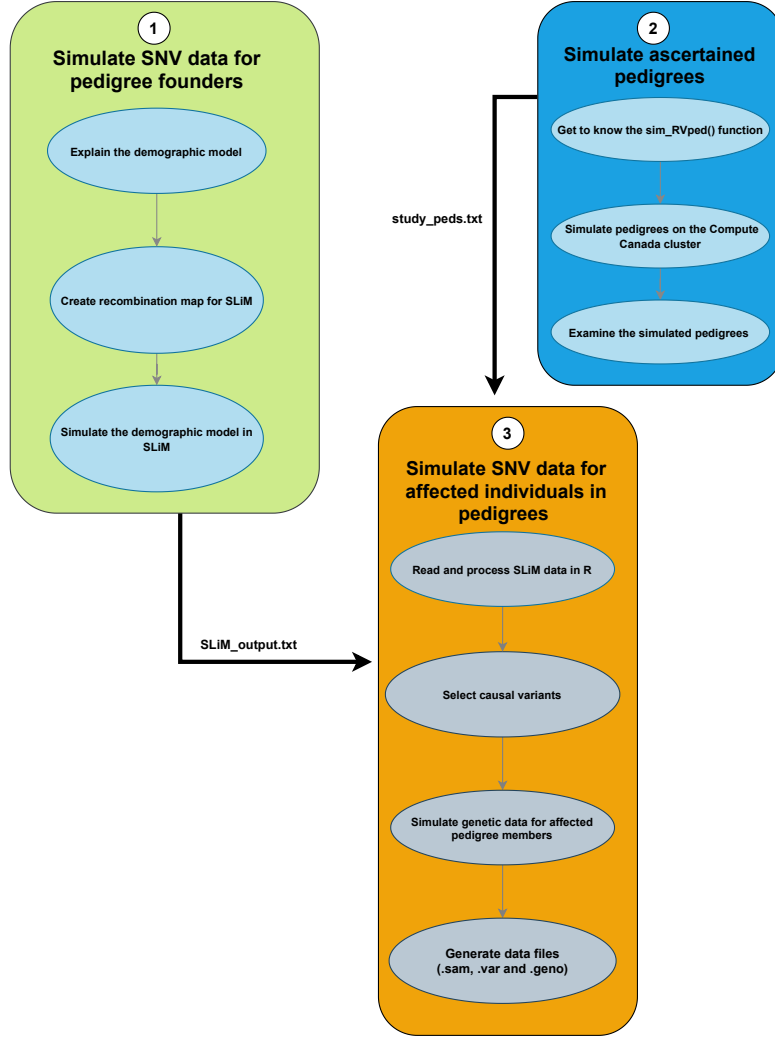 1
Simulate SNV data for
pedigree founders
Explain the demographic model
Create recombination map for SLiM
Simulate the demographic model in
SLiM
SLiM_output.txt
2
Simulate ascertained
pedigrees
Get to know the sim_RVped() function
Simulate pedigrees on the Compute
Canada cluster
Examine the simulated pedigrees
study_peds.txt
3
Simulate SNV data for
affected individuals in
pedigrees
Read and process SLiM data in R
Select causal variants
Simulate genetic data for affected
pedigree members
Generate data files
(.sam, .var and .geno)